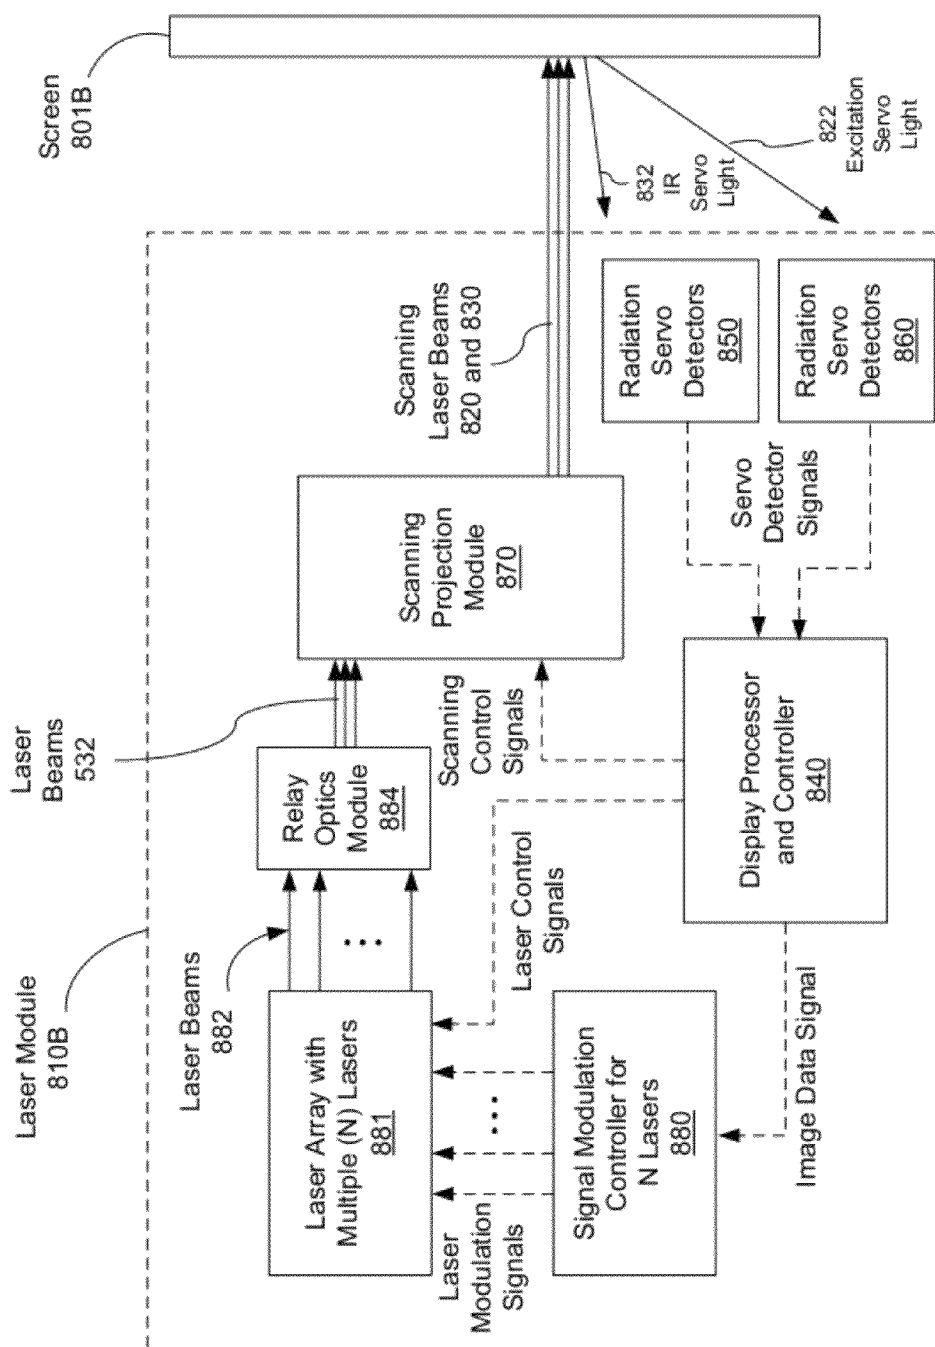 Laser Module
810B
Laser
Beams
532
Screen
801B
Laser Beams
882
Scanning
Laser Beams
820 and 830
Laser Array with
Multiple (N) Lasers
881
Relay
Optics
Module
884
Scanning
Projection
Module
870
832
IR
Servo
Light
822
Excitation
Servo
Light
Laser
Modulation
Signals
Laser Control
Signals
Scanning
Control
Signals
Servo
Detector
Signals
Radiation
Servo
Detectors
850
Radiation
Servo
Detectors
860
Signal Modulation
Controller for
N Lasers
880
Display Processor
and Controller
840
Image Data Signal